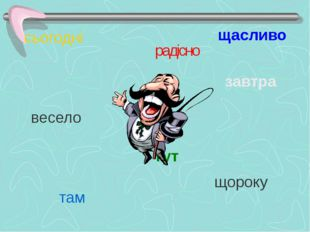 сьогодні
щасливо
радісно
завтра
весело
тут
щороку
там